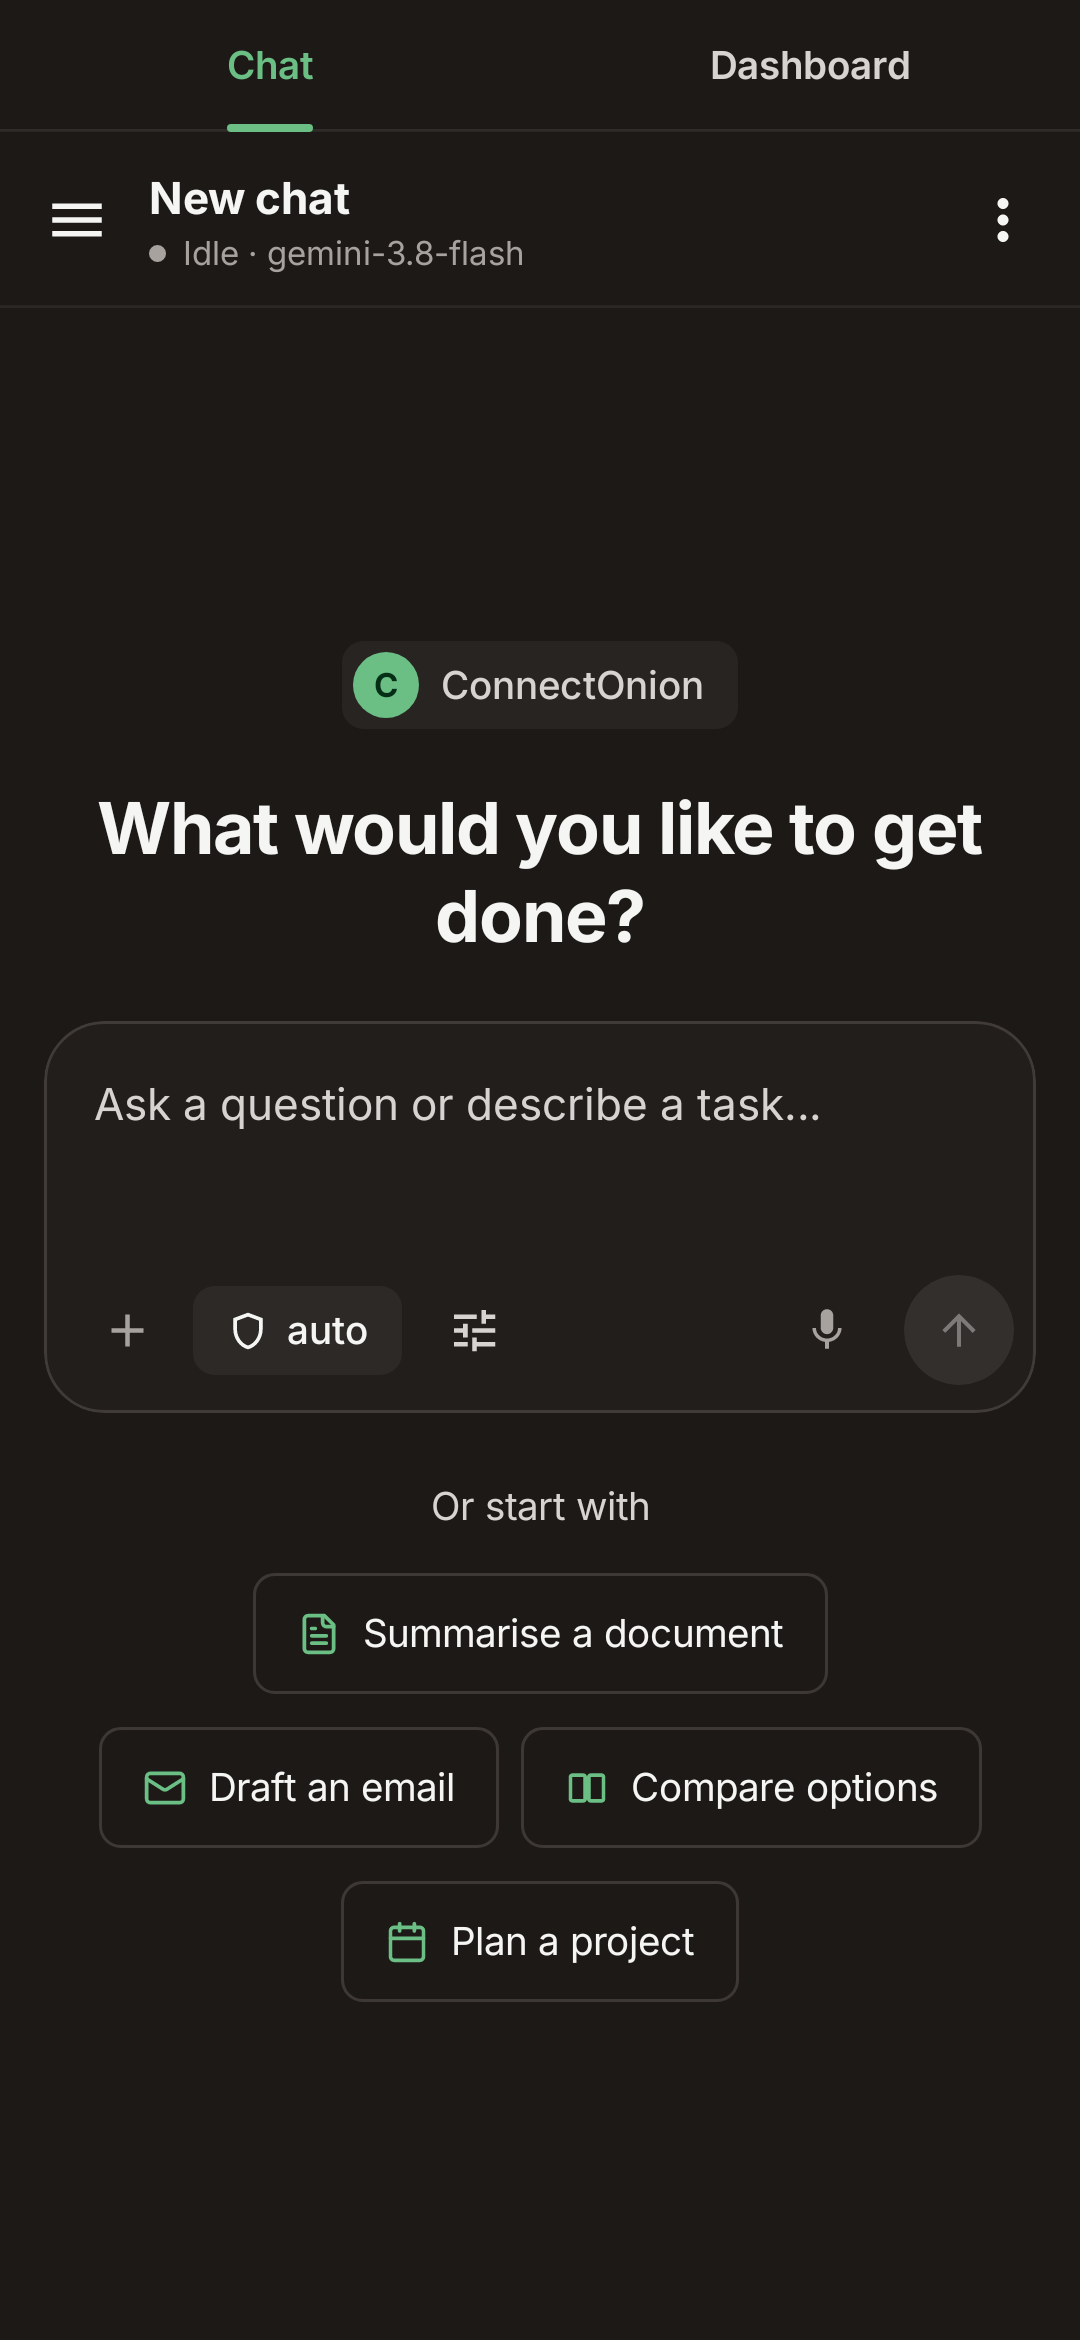 Chat
Dashboard
New chat
Idle · gemini-3.8-flash
C
ConnectOnion
What would you like to get
done?
Ask a question or describe a task...
auto
Or start with
Summarise a document
Draft an email
Compare options
Plan a project